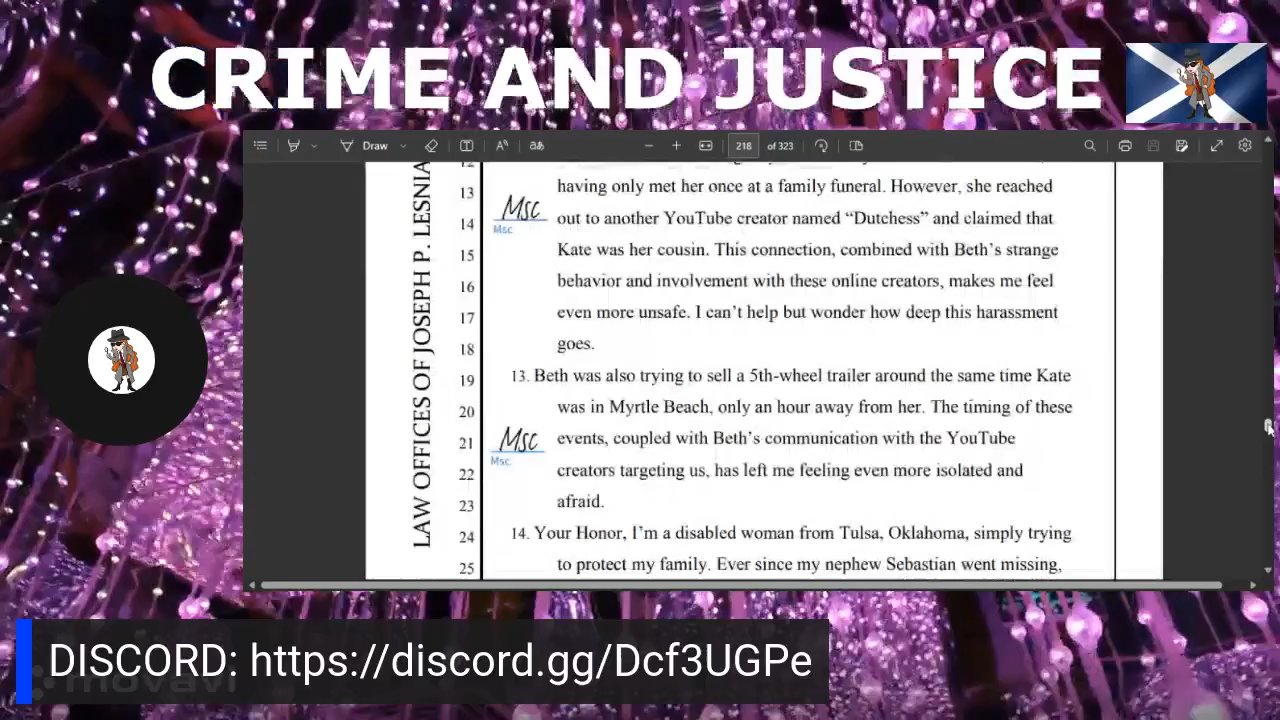 CRIME AND JUSTICE
Draw
218 of 323
LAW OFFICES OF JOSEPH P. LESNIA
13 having only met her once at a family funeral. However, she reached
14 out to another YouTube creator named “Dutchess” and claimed that
Msc
Msc
15 Kate was her cousin. This connection, combined with Beth’s strange
16 behavior and involvement with these online creators, makes me feel
17 even more unsafe. I can’t help but wonder how deep this harassment
18 goes.
19 13. Beth was also trying to sell a 5th-wheel trailer around the same time Kate
20 was in Myrtle Beach, only an hour away from her. The timing of these
21 events, coupled with Beth’s communication with the YouTube
Msc
Msc
22 creators targeting us, has left me feeling even more isolated and
23 afraid.
24 14. Your Honor, I’m a disabled woman from Tulsa, Oklahoma, simply trying
25 to protect my family. Ever since my nephew Sebastian went missing,
DISCORD: https://discord.gg/Dcf3UGPe
movavi